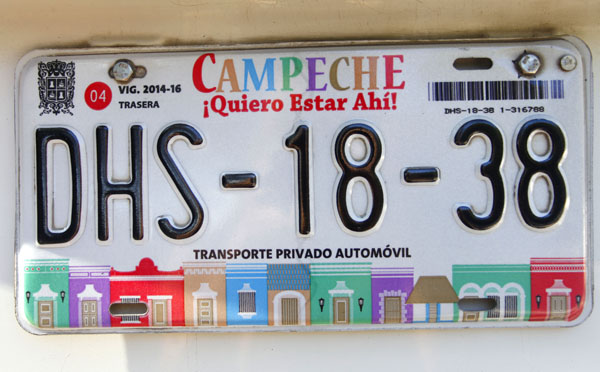 CAMPECHE
¡Quiero Estar Ahí!
04 VIG. 2014-16
TRASERA
DHS-18-38 1-316788
DHS-18-38
TRANSPORTE PRIVADO AUTOMÓVIL